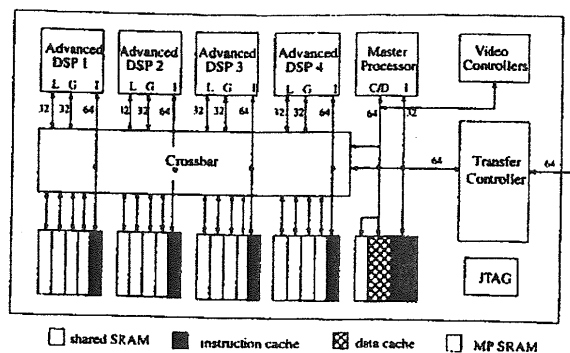 Advanced
DSP 1
Advanced
DSP 2
Advanced
DSP 3
Advanced
DSP 4
Master
Processor
Video
Controllers
L G I
L G I
L G I
L G I
C/D I
32 32 64
32 32 64
32 32 64
32 32 64
64 32
Crossbar
64
Transfer
Controller
64
JTAG
shared SRAM
instruction cache
data cache
MP SRAM